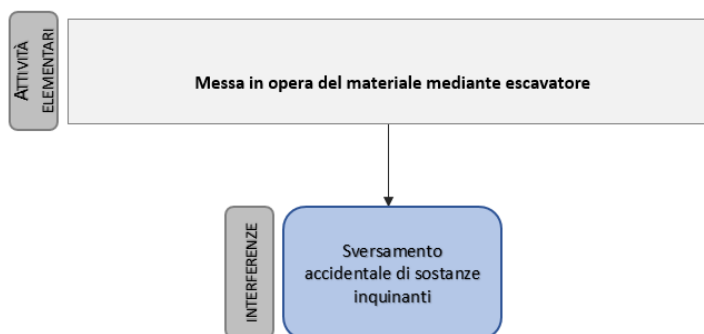 ATTIVITÀ
ELEMENTARI
Messa in opera del materiale mediante escavatore
INTERFERENZE
Sversamento
accidentale di sostanze
inquinanti